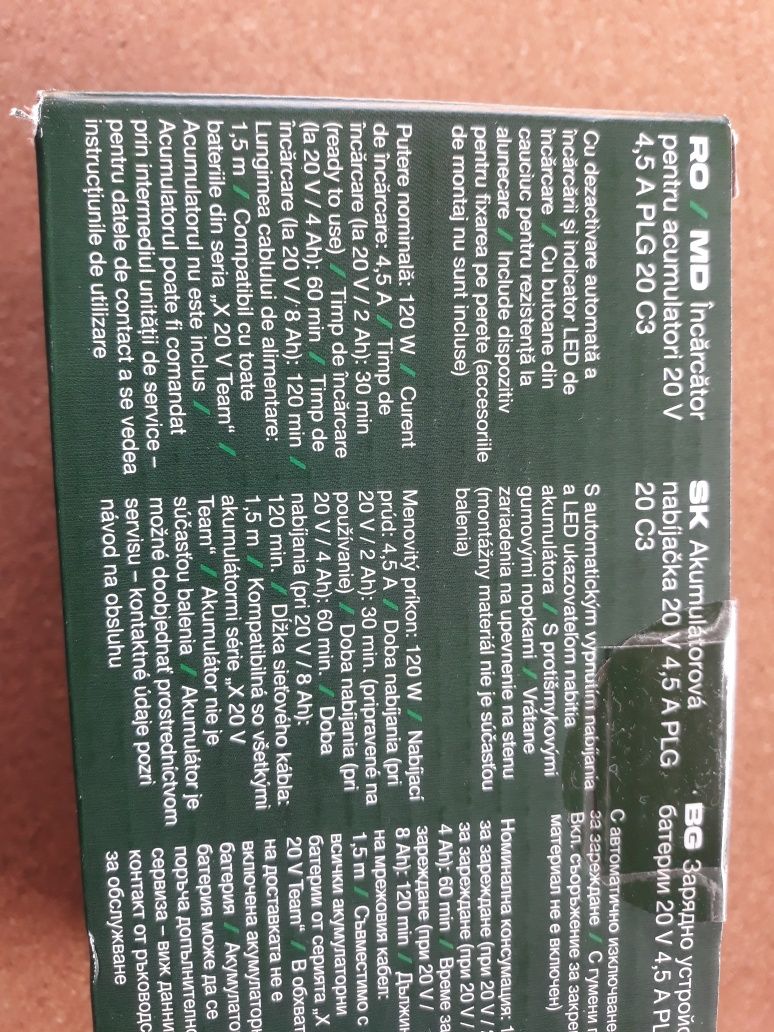 RO / MD Încărcător
pentru acumulatori 20 V
4,5 A PLG 20 C3
Cu dezactivare automată a
încărcării și indicator LED de
încărcare / Cu butoane din
cauciuc pentru rezistență la
alunecare / Include dispozitiv
pentru fixarea pe perete (accesoriile
de montaj nu sunt incluse)
Putere nominală: 120 W / Curent
de încărcare: 4,5 A / Timp de
încărcare (la 20 V / 2 Ah): 30 min
(ready to use) / Timp de încărcare
(la 20 V / 4 Ah): 60 min / Timp de
încărcare (la 20 V / 8 Ah): 120 min /
Lungimea cablului de alimentare:
1,5 m / Compatibil cu toate
bateriile din seria „X 20 V Team“ /
Acumulatorul nu este inclus /
Acumulatorul poate fi comandat
prin intermediul unității de service –
pentru datele de contact a se vedea
instrucțiunile de utilizare
SK Akumulátorová
nabíjačka 20 V 4,5 A PLG
20 C3
S automatickým vypnutím nabíjania
a LED ukazovateľom nabitia
akumulátora / S protišmykovými
gumovými nopkami / Vrátane
zariadenia na upevnenie na stenu
(montážny materiál nie je súčasťou
balenia)
Menovitý príkon: 120 W / Nabíjací
prúd: 4,5 A / Doba nabíjania (pri
20 V / 2 Ah): 30 min. (pripravené na
používanie) / Doba nabíjania (pri
20 V / 4 Ah): 60 min. / Doba
nabíjania (pri 20 V / 8 Ah):
120 min. / Dĺžka sieťového kábla:
1,5 m / Kompatibilná so všetkými
akumulátormi série „X 20 V
Team“ / Akumulátor nie je
súčasťou balenia / Akumulátor je
možné doobjednať prostredníctvom
servisu – kontaktné údaje pozri
návod na obsluhu
BG Зарядно устрой
батерии 20 V 4,5 A P
С автоматично изключване
за зареждане / С гумени
Вкл. съоръжение за закре
материал не е включен)
Номинална консумация: 1
за зареждане (при 20 V /
за зареждане (при 20 V /
4 Ah): 60 min / Време за
зареждане (при 20 V /
8 Ah): 120 min / Дължин
на мрежовия кабел:
1,5 m / Съвместимо с
всички акумулаторни
батерии от серията „X
20 V Team“ / В обхват
на доставката не е
включена акумулаторн
батерия / Акумулато
батерия може да се
поръча допълнително
сервиза – виж данни
контакт от ръководс
за обслужване